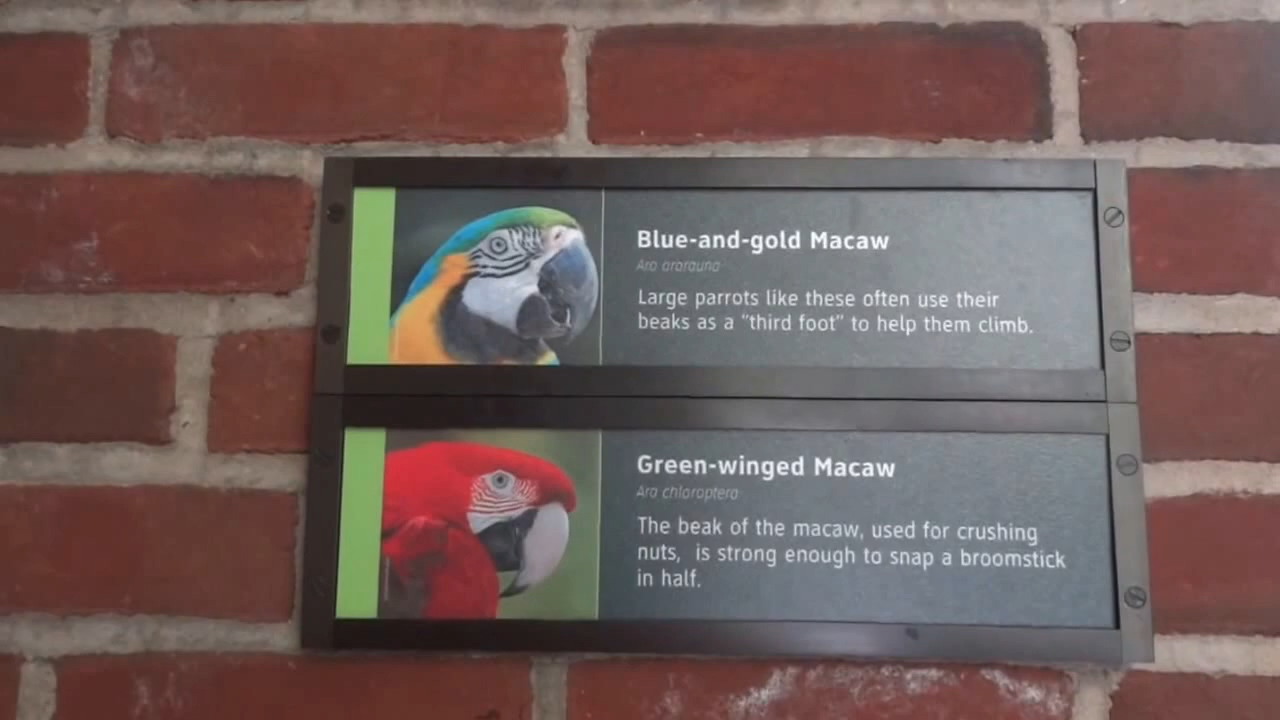 Blue-and-gold Macaw
Ara ararauna
Large parrots like these often use their
beaks as a "third foot" to help them climb.
Green-winged Macaw
Ara chloroptera
The beak of the macaw, used for crushing
nuts, is strong enough to snap a broomstick
in half.